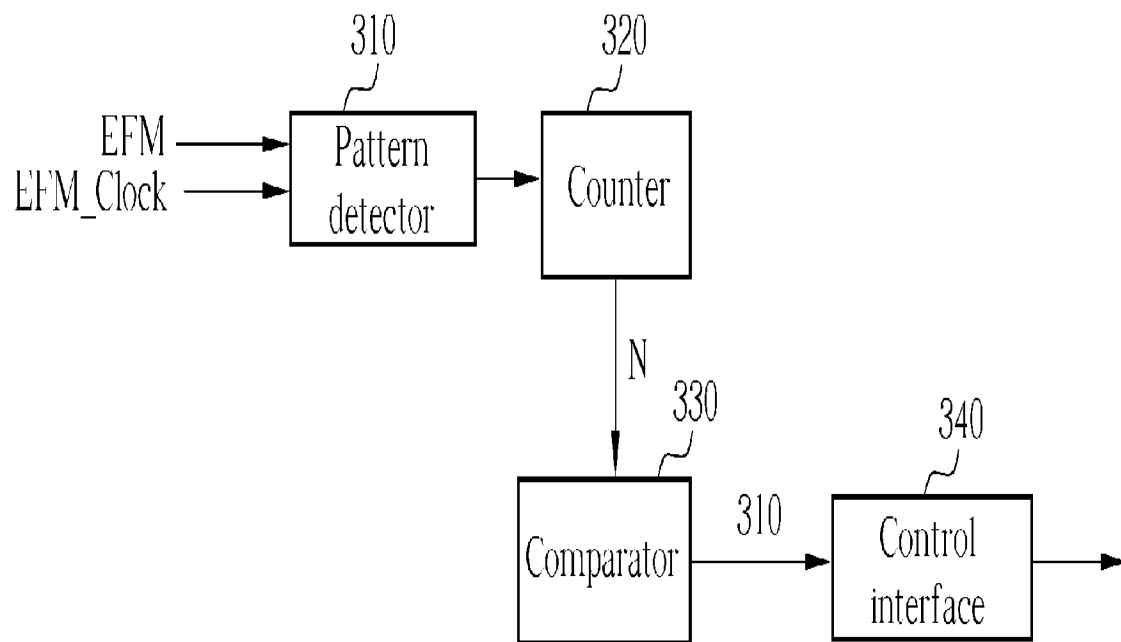 310
320
EFM
EFM_Clock
Pattern
detector
Counter
N
330
340
310
Comparator
Control
interface